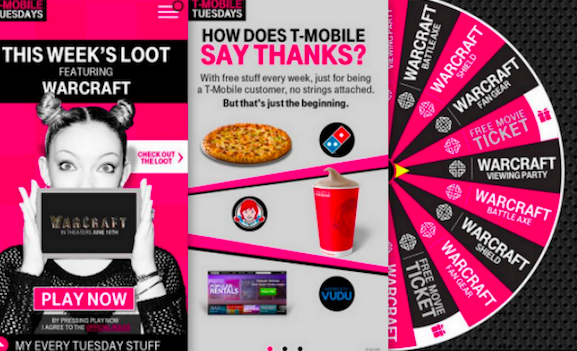 T-MOBILE
TUESDAYS
THIS WEEK'S LOOT
FEATURING
WARCRAFT
CHECK OUT
THE LOOT
WARCRAFT
IN THEATERS JUNE 10TH
PLAY NOW
BY PRESSING PLAY NOW
I AGREE TO THE
MY EVERY TUESDAY STUFF
T-MOBILE
TUESDAYS
HOW DOES T-MOBILE
SAY THANKS?
With free stuff every week, just for being
a T-Mobile customer, no strings attached.
But that's just the beginning.
POPULAR
RENTALS
VUDU
VIEWING PARTY
WARCRAFT
BATTLE AXE
WARCRAFT
SHIELD
WARCRAFT
FAN GEAR
FREE MOVIE
TICKET
WARCRAFT
VIEWING PARTY
WARCRAFT
BATTLE AXE
WARCRAFT
SHIELD
WARCRAFT
FAN GEAR
FREE MOVIE
TICKET
WARCRAFT